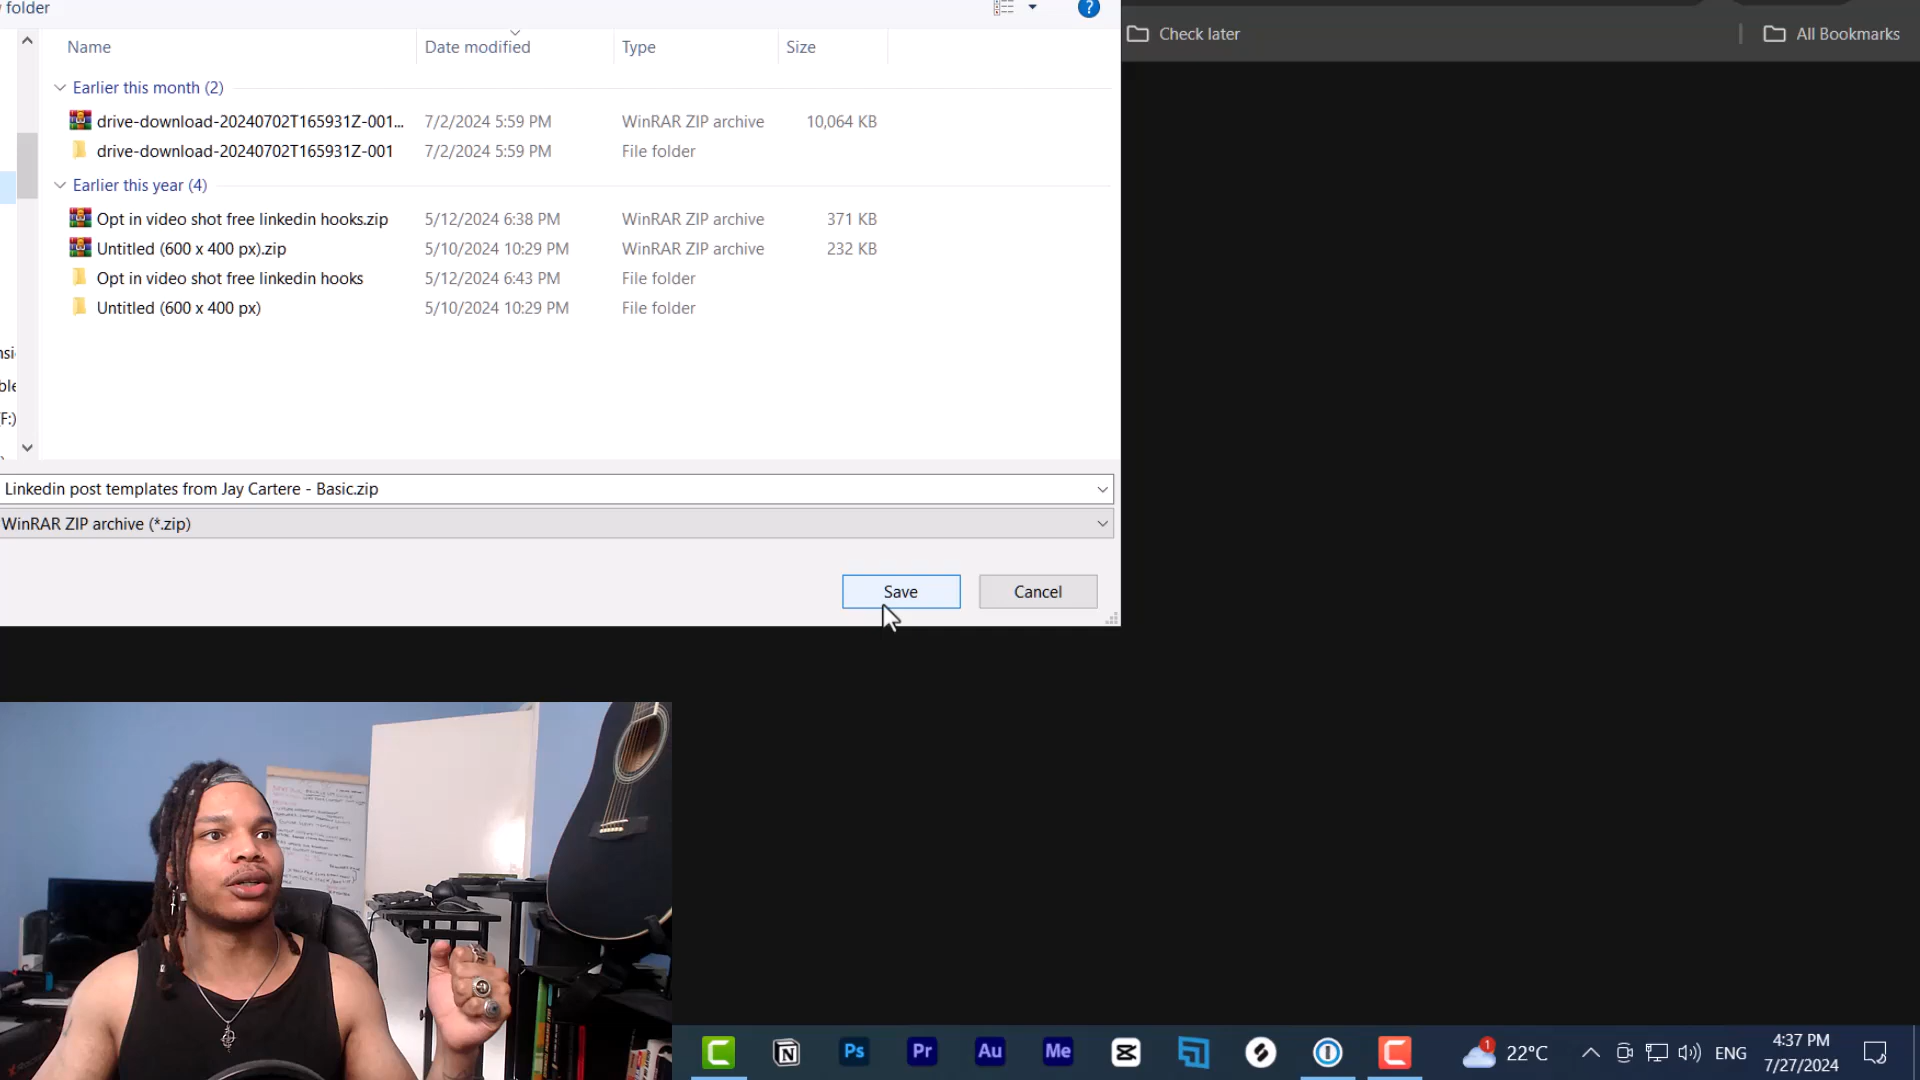 folder
?
Check later
All Bookmarks
Name
Date modified
Type
Size
Earlier this month (2)
drive-download-20240702T165931Z-001...
7/2/2024 5:59 PM
WinRAR ZIP archive
10,064 KB
drive-download-20240702T165931Z-001
7/2/2024 5:59 PM
File folder
Earlier this year (4)
Opt in video shot free linkedin hooks.zip
5/12/2024 6:38 PM
WinRAR ZIP archive
371 KB
Untitled (600 x 400 px).zip
5/10/2024 10:29 PM
WinRAR ZIP archive
232 KB
Opt in video shot free linkedin hooks
5/12/2024 6:43 PM
File folder
Untitled (600 x 400 px)
5/10/2024 10:29 PM
File folder
nsi
ble
(F:)
Linkedin post templates from Jay Cartere - Basic.zip
WinRAR ZIP archive (*.zip)
Save
Cancel
Ps
Pr
Au
Me
1
22°C
ENG
4:37 PM
7/27/2024